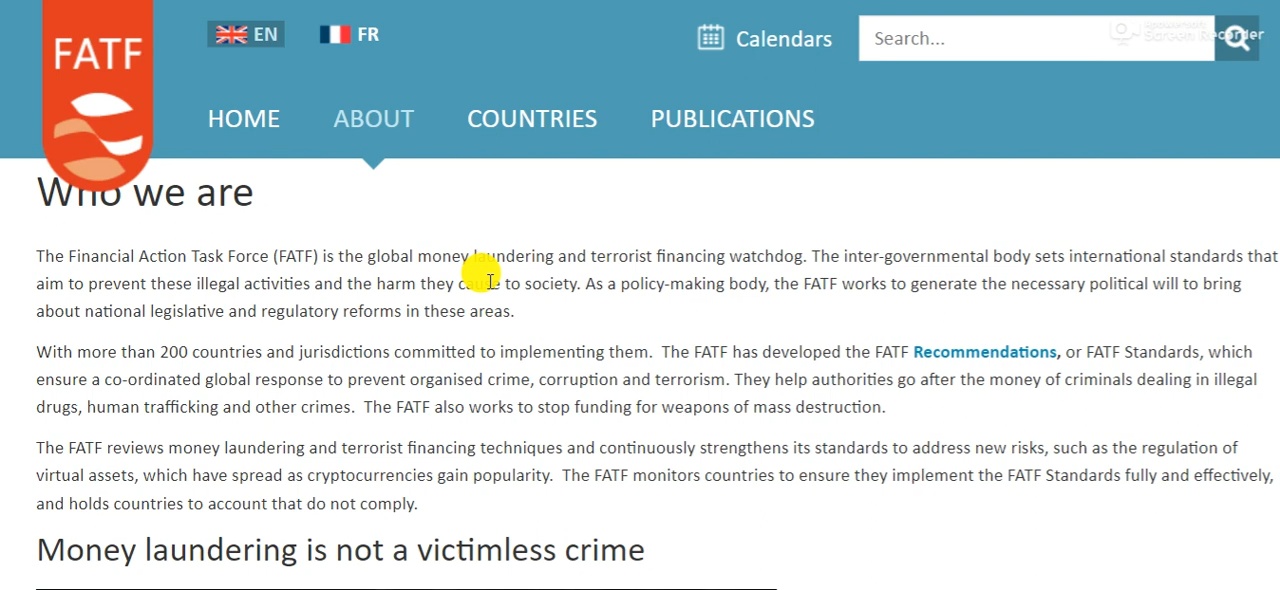 FATF
EN FR
Calendars
Search...
Screen Recorder
HOME ABOUT COUNTRIES PUBLICATIONS
Who we are
The Financial Action Task Force (FATF) is the global money laundering and terrorist financing watchdog. The inter-governmental body sets international standards that
aim to prevent these illegal activities and the harm they cause to society. As a policy-making body, the FATF works to generate the necessary political will to bring
about national legislative and regulatory reforms in these areas.
With more than 200 countries and jurisdictions committed to implementing them. The FATF has developed the FATF Recommendations, or FATF Standards, which
ensure a co-ordinated global response to prevent organised crime, corruption and terrorism. They help authorities go after the money of criminals dealing in illegal
drugs, human trafficking and other crimes. The FATF also works to stop funding for weapons of mass destruction.
The FATF reviews money laundering and terrorist financing techniques and continuously strengthens its standards to address new risks, such as the regulation of
virtual assets, which have spread as cryptocurrencies gain popularity. The FATF monitors countries to ensure they implement the FATF Standards fully and effectively,
and holds countries to account that do not comply.
Money laundering is not a victimless crime